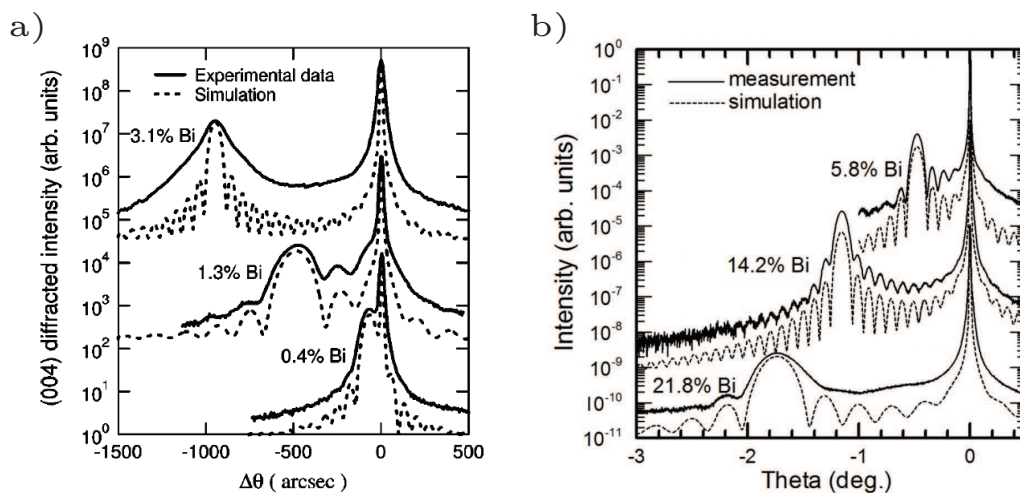 a)
10^9
10^8
10^7
10^6
10^5
10^4
10^3
10^2
10^1
10^0
(004) diffracted intensity (arb. units)
Experimental data
Simulation
3.1% Bi
1.3% Bi
0.4% Bi
-1500 -1000 -500 0 500
Δθ ( arcsec)
b)
10^0
10^-1
10^-2
10^-3
10^-4
10^-5
10^-6
10^-7
10^-8
10^-9
10^-10
10^-11
Intensity (arb. units)
measurement
simulation
5.8% Bi
14.2% Bi
21.8% Bi
-3 -2 -1 0
Theta (deg.)